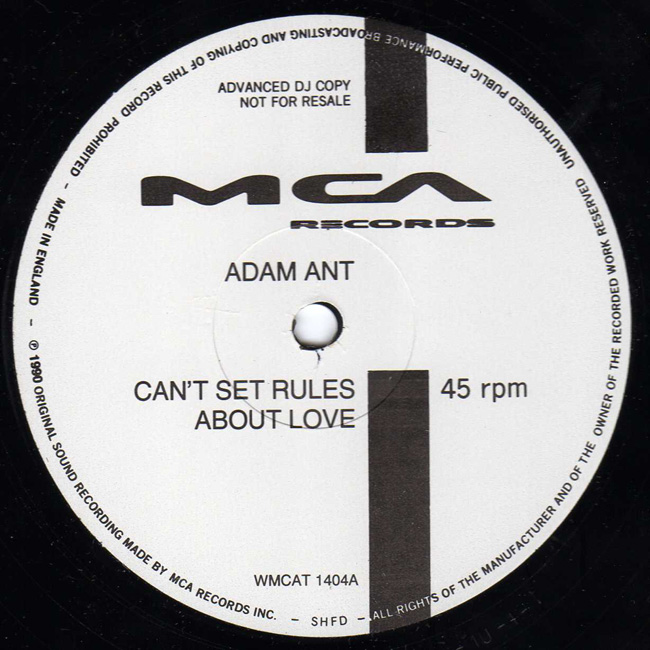 ADVANCED DJ COPY
NOT FOR RESALE
MCA
RECORDS
ADAM ANT
CAN'T SET RULES
ABOUT LOVE
45 rpm
WMCAT 1404A
℗ 1990 ORIGINAL SOUND RECORDING MADE BY MCA RECORDS INC. – SHFD – ALL RIGHTS OF THE MANUFACTURER AND OF THE OWNER OF THE RECORDED WORK RESERVED UNAUTHORISED PUBLIC PERFORMANCE BROADCASTING AND COPYING OF THIS RECORD PROHIBITED – MADE IN ENGLAND –